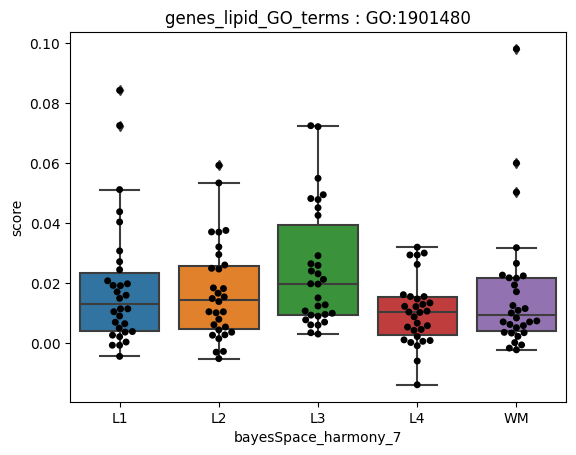 genes_lipid_GO_terms : GO:1901480
0.10
0.08
0.06
0.04
0.02
0.00
score
L1 L2 L3 L4 WM
bayesSpace_harmony_7